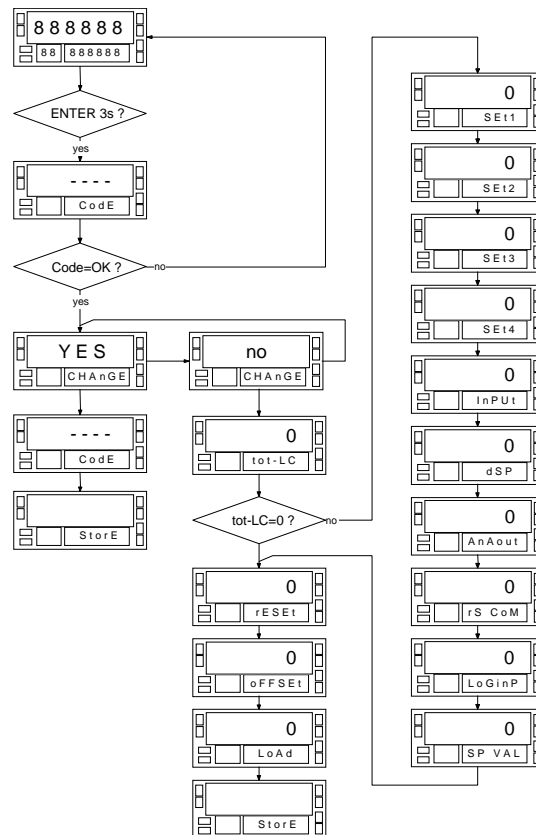 888888
88 888888
ENTER 3s ?
yes
----
CodE
Code=OK ?
no
yes
YES
CHAnGE
----
CodE
StorE
no
CHAnGE
0
tot-LC
tot-LC=0 ?
no
0
rESEt
0
oFFSEt
0
LoAd
StorE
0
SEt1
0
SEt2
0
SEt3
0
SEt4
0
InPUt
0
dSP
0
AnAout
0
rS CoM
0
LoGinP
0
SP VAL